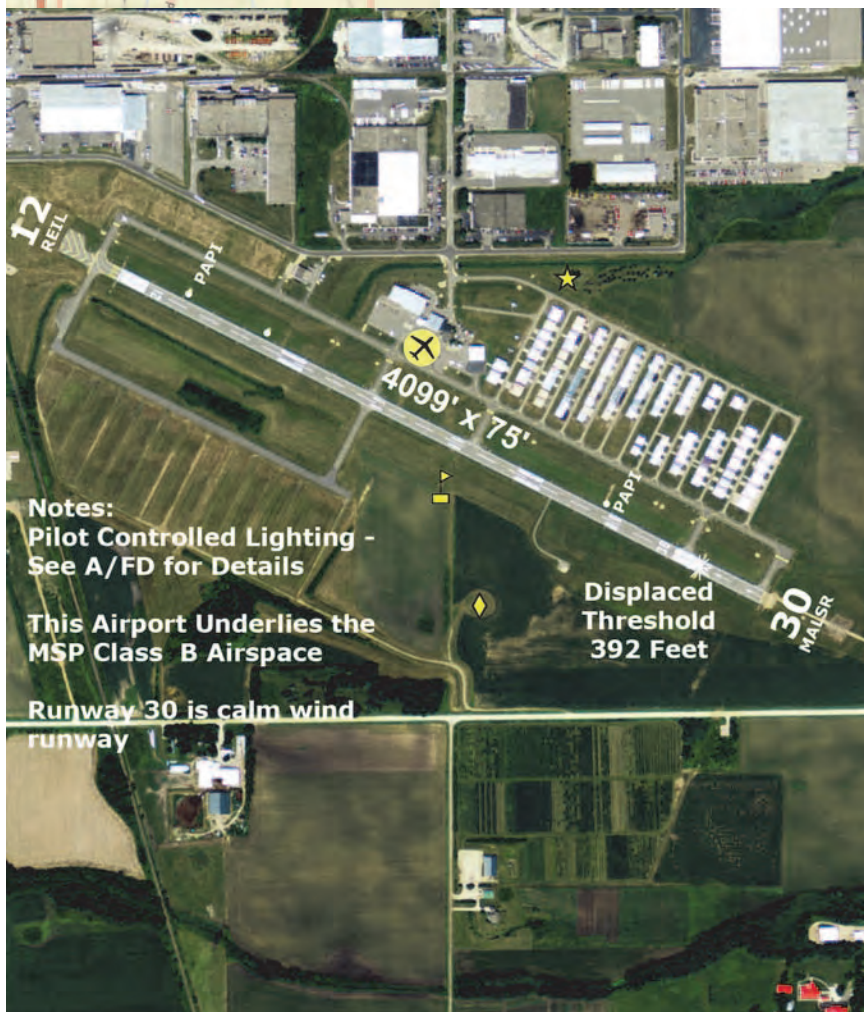 12
REIL
PAPI
4099' x 75'
PAPI
Notes:
Pilot Controlled Lighting -
See A/FD for Details
This Airport Underlies the
MSP Class B Airspace
Runway 30 is calm wind
runway
Displaced
Threshold
392 Feet
30
MALSR